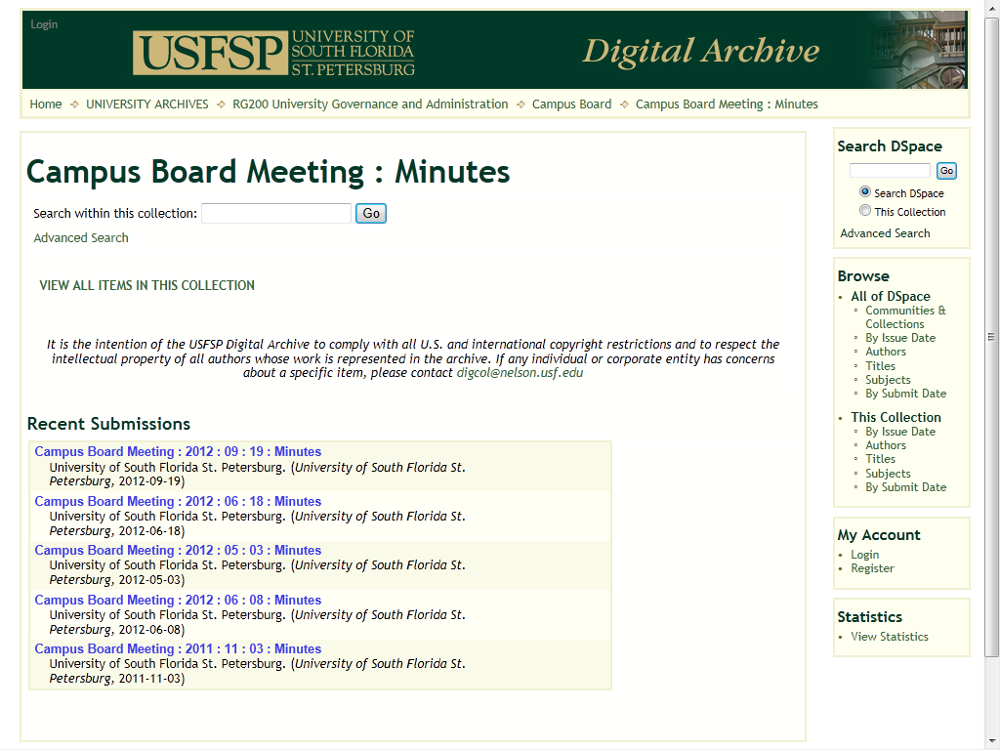 Login
USFSP
UNIVERSITY OF
SOUTH FLORIDA
ST. PETERSBURG
Digital Archive
Home UNIVERSITY ARCHIVES RG200 University Governance and Administration Campus Board Campus Board Meeting : Minutes
Campus Board Meeting : Minutes
Search within this collection: Go
Advanced Search
VIEW ALL ITEMS IN THIS COLLECTION
It is the intention of the USFSP Digital Archive to comply with all U.S. and international copyright restrictions and to respect the
intellectual property of all authors whose work is represented in the archive. If any individual or corporate entity has concerns
about a specific item, please contact digcol@nelson.usf.edu
Recent Submissions
Campus Board Meeting : 2012 : 09 : 19 : Minutes
University of South Florida St. Petersburg. (University of South Florida St.
Petersburg, 2012-09-19)
Campus Board Meeting : 2012 : 06 : 18 : Minutes
University of South Florida St. Petersburg. (University of South Florida St.
Petersburg, 2012-06-18)
Campus Board Meeting : 2012 : 05 : 03 : Minutes
University of South Florida St. Petersburg. (University of South Florida St.
Petersburg, 2012-05-03)
Campus Board Meeting : 2012 : 06 : 08 : Minutes
University of South Florida St. Petersburg. (University of South Florida St.
Petersburg, 2012-06-08)
Campus Board Meeting : 2011 : 11 : 03 : Minutes
University of South Florida St. Petersburg. (University of South Florida St.
Petersburg, 2011-11-03)
Search DSpace
Go
Search DSpace
This Collection
Advanced Search
Browse
All of DSpace
Communities &
Collections
By Issue Date
Authors
Titles
Subjects
By Submit Date
This Collection
By Issue Date
Authors
Titles
Subjects
By Submit Date
My Account
Login
Register
Statistics
View Statistics